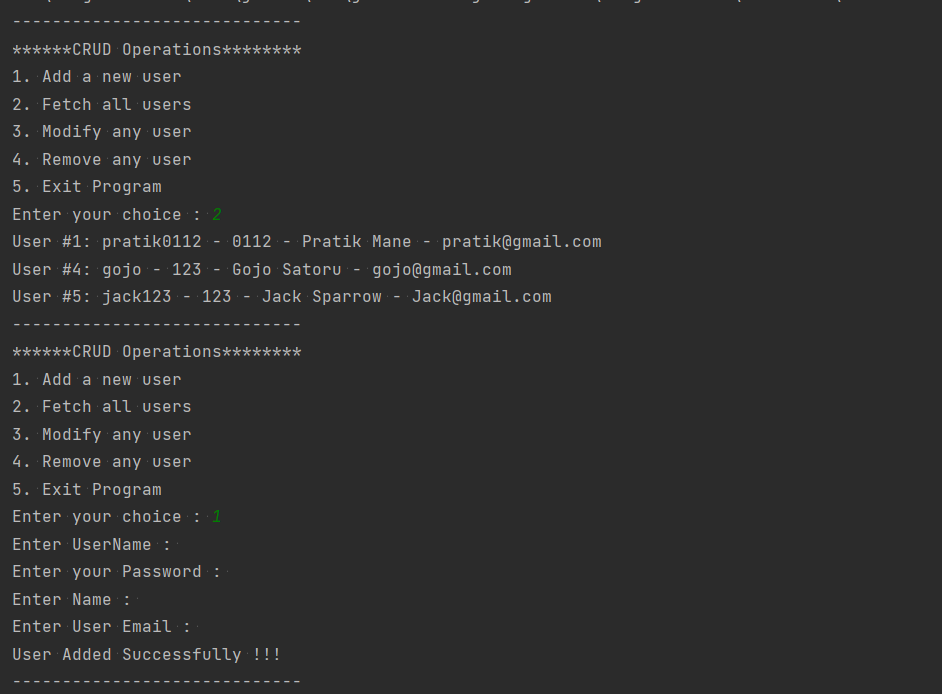 ----------------------------- 
******CRUD Operations********
1. Add a new user
2. Fetch all users
3. Modify any user
4. Remove any user
5. Exit Program
Enter your choice : 2
User #1: pratik0112 - 0112 - Pratik Mane - pratik@gmail.com
User #4: gojo - 123 - Gojo Satoru - gojo@gmail.com
User #5: jack123 - 123 - Jack Sparrow - Jack@gmail.com
-----------------------------
******CRUD Operations********
1. Add a new user
2. Fetch all users
3. Modify any user
4. Remove any user
5. Exit Program
Enter your choice : 1
Enter UserName :
Enter your Password :
Enter Name :
Enter User Email :
User Added Successfully !!!
-----------------------------